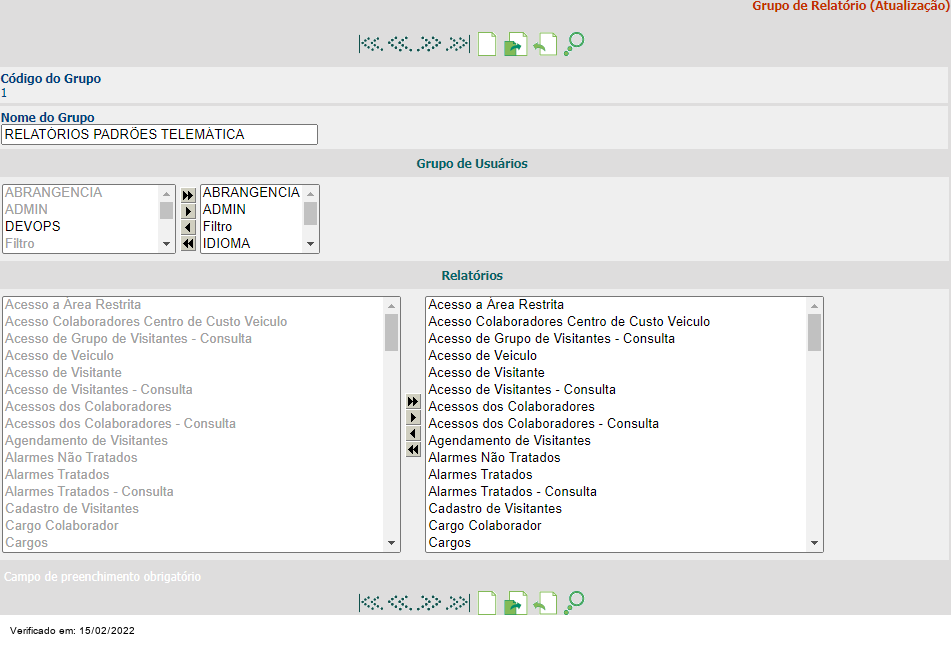 Grupo de Relatório (Atualização)
Código do Grupo
1
Nome do Grupo
RELATÓRIOS PADRÕES TELEMÁTICA
Grupo de Usuários
ABRANGENCIA
ADMIN
DEVOPS
Filtro
ABRANGENCIA
ADMIN
Filtro
IDIOMA
Relatórios
Acesso a Área Restrita
Acesso Colaboradores Centro de Custo Veiculo
Acesso de Grupo de Visitantes - Consulta
Acesso de Veiculo
Acesso de Visitante
Acesso de Visitantes - Consulta
Acessos dos Colaboradores
Acessos dos Colaboradores - Consulta
Agendamento de Visitantes
Alarmes Não Tratados
Alarmes Tratados
Alarmes Tratados - Consulta
Cadastro de Visitantes
Cargo Colaborador
Cargos
Acesso a Área Restrita
Acesso Colaboradores Centro de Custo Veiculo
Acesso de Grupo de Visitantes - Consulta
Acesso de Veiculo
Acesso de Visitante
Acesso de Visitantes - Consulta
Acessos dos Colaboradores
Acessos dos Colaboradores - Consulta
Agendamento de Visitantes
Alarmes Não Tratados
Alarmes Tratados
Alarmes Tratados - Consulta
Cadastro de Visitantes
Cargo Colaborador
Cargos
Campo de preenchimento obrigatório
Verificado em: 15/02/2022